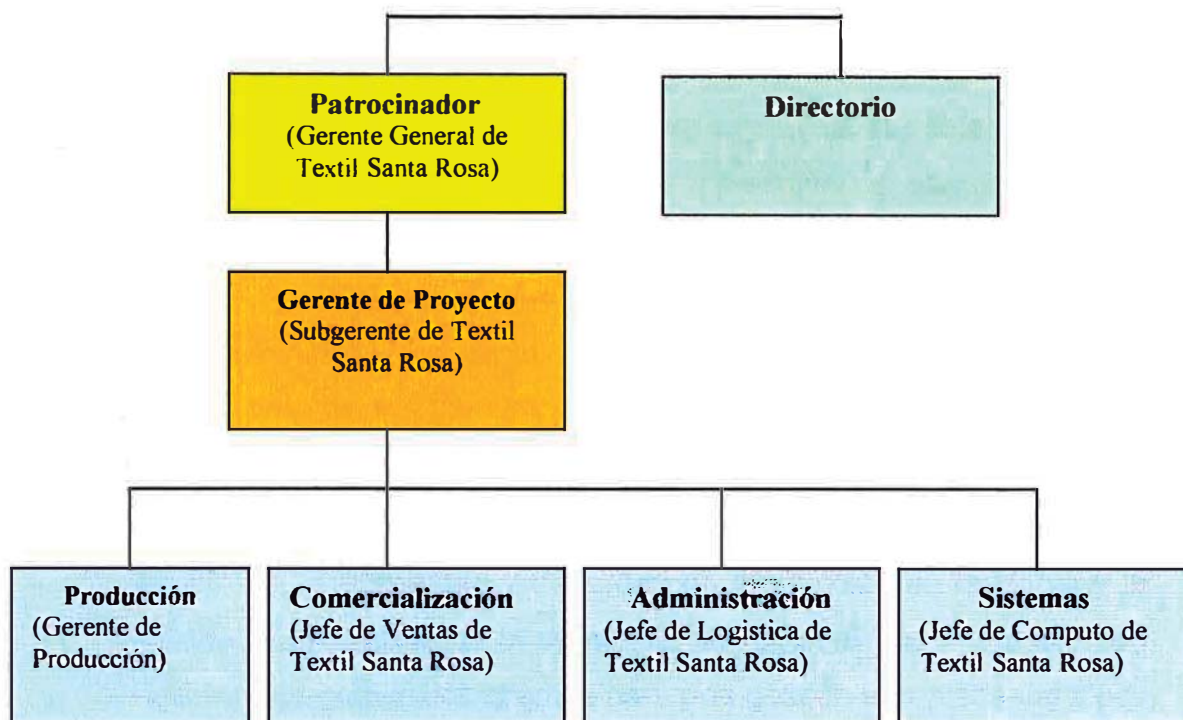 Patrocinador
(Gerente General de
Textil Santa Rosa)
Directorio
Gerente de Proyecto
(Subgerente de Textil
Santa Rosa)
Producción
(Gerente de
Producción)
Comercialización
(Jefe de Ventas de
Textil Santa Rosa)
Administración
(Jefe de Logistica de
Textil Santa Rosa)
Sistemas
(Jefe de Computo de
Textil Santa Rosa)